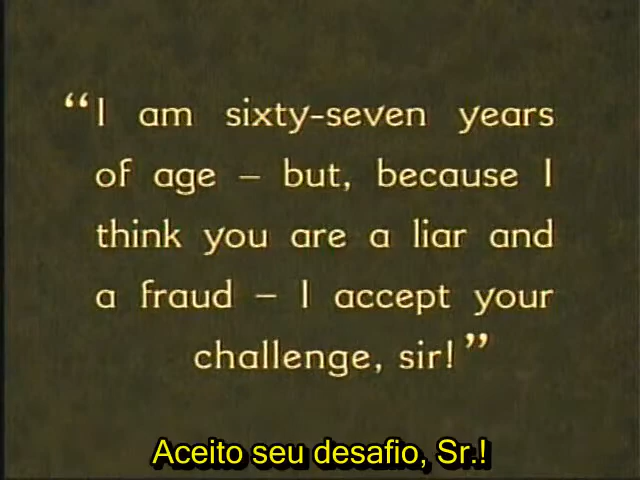 “I am sixty-seven years
of age – but, because I
think you are a liar and
a fraud – I accept your
challenge, sir!”
Aceito seu desafio, Sr.!